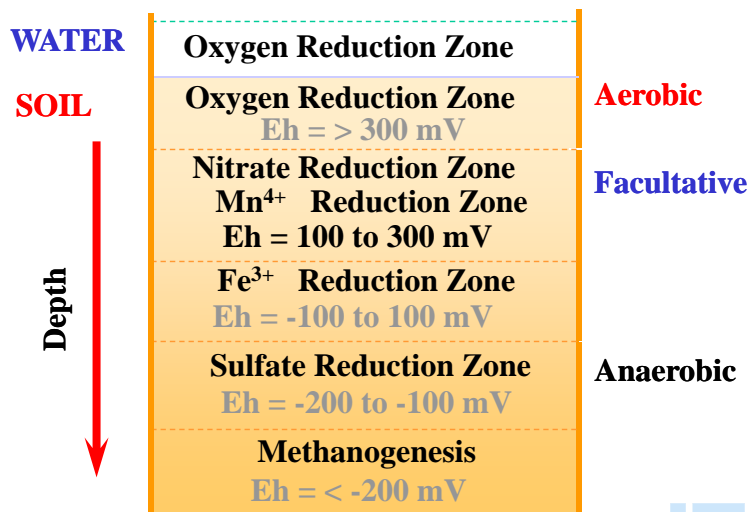 WATER
Oxygen Reduction Zone
SOIL
Oxygen Reduction Zone
Eh = > 300 mV
Aerobic
Nitrate Reduction Zone
Mn⁴⁺ Reduction Zone
Eh = 100 to 300 mV
Facultative
Fe³⁺ Reduction Zone
Eh = -100 to 100 mV
Depth
Sulfate Reduction Zone
Eh = -200 to -100 mV
Anaerobic
Methanogenesis
Eh = < -200 mV